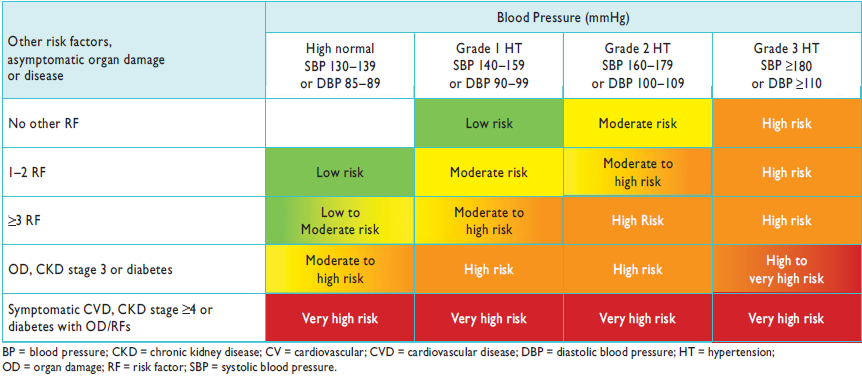 Other risk factors,
asymptomatic organ damage
or disease
Blood Pressure (mmHg)
High normal
SBP 130–139
or DBP 85–89
Grade 1 HT
SBP 140–159
or DBP 90–99
Grade 2 HT
SBP 160–179
or DBP 100–109
Grade 3 HT
SBP ≥180
or DBP ≥110
No other RF
Low risk
Moderate risk
High risk
1–2 RF
Low risk
Moderate risk
Moderate to
high risk
High risk
≥3 RF
Low to
Moderate risk
Moderate to
high risk
High Risk
High risk
OD, CKD stage 3 or diabetes
Moderate to
high risk
High risk
High risk
High to
very high risk
Symptomatic CVD, CKD stage ≥4 or
diabetes with OD/RFs
Very high risk
Very high risk
Very high risk
Very high risk
BP = blood pressure; CKD = chronic kidney disease; CV = cardiovascular; CVD = cardiovascular disease; DBP = diastolic blood pressure; HT = hypertension;
OD = organ damage; RF = risk factor; SBP = systolic blood pressure.